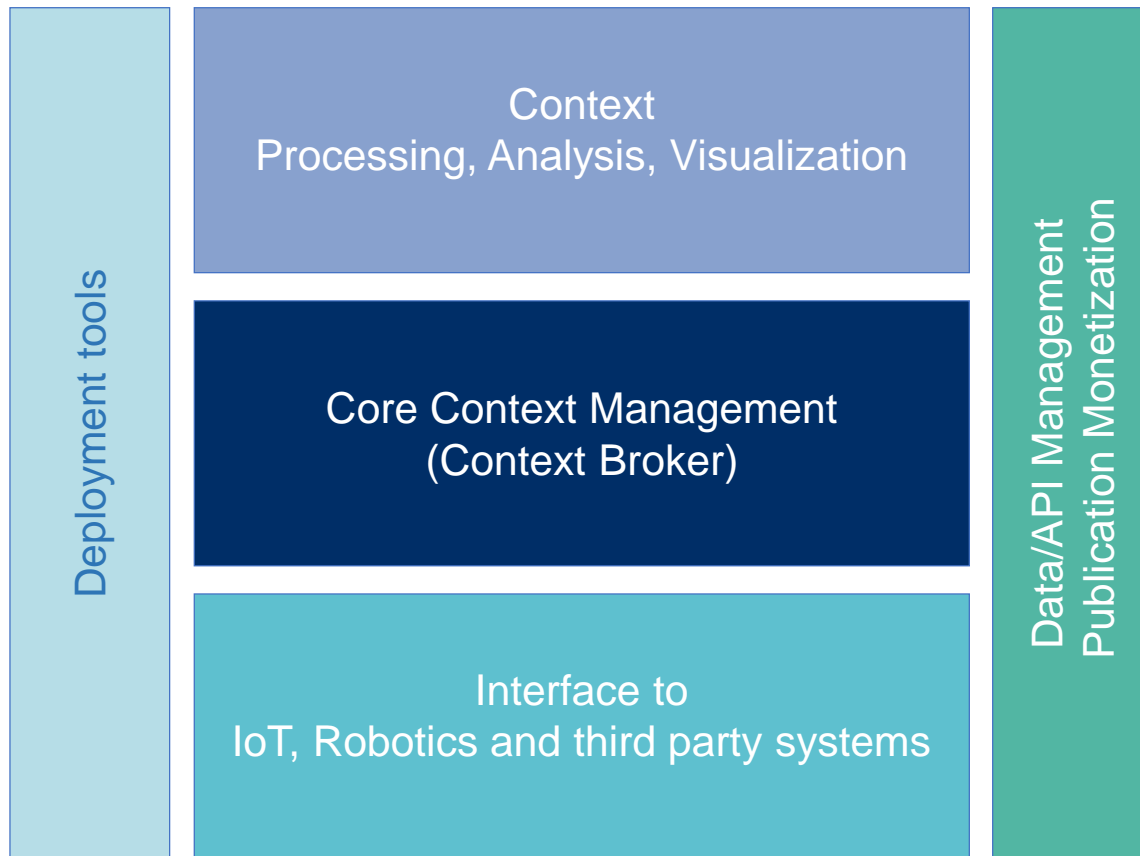 Deployment tools
Context
Processing, Analysis, Visualization
Core Context Management
(Context Broker)
Interface to
IoT, Robotics and third party systems
Data/API Management
Publication Monetization